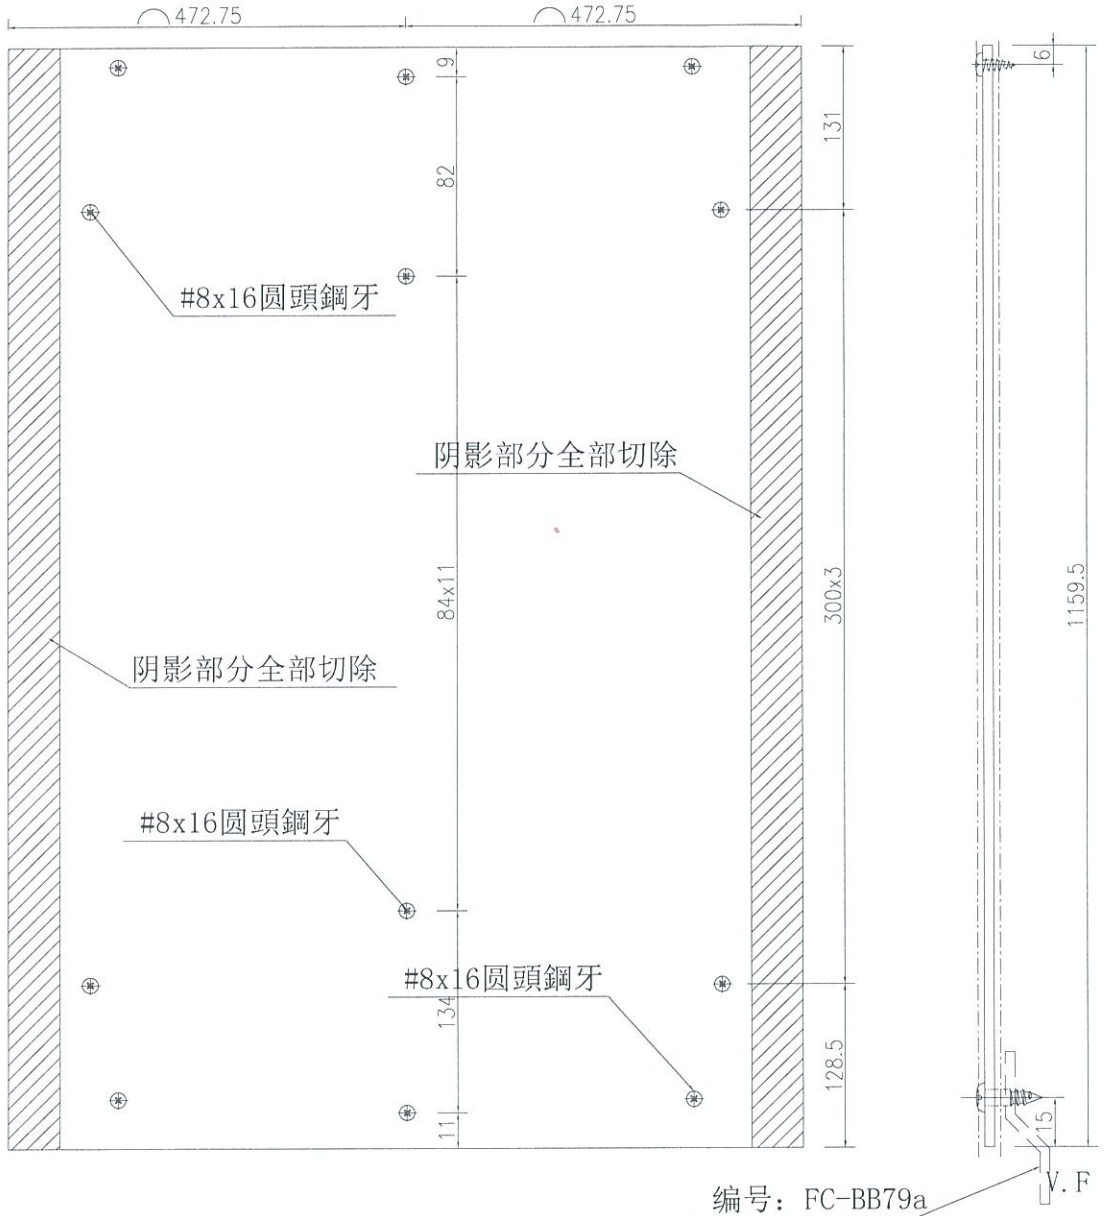 472.75
472.75
9
6
131
82
#8x16圆頭鋼牙
阴影部分全部切除
84x11
300x3
1159.5
阴影部分全部切除
#8x16圆頭鋼牙
#8x16圆頭鋼牙
134
128.5
11
15
V.F
编号: FC-BB79a